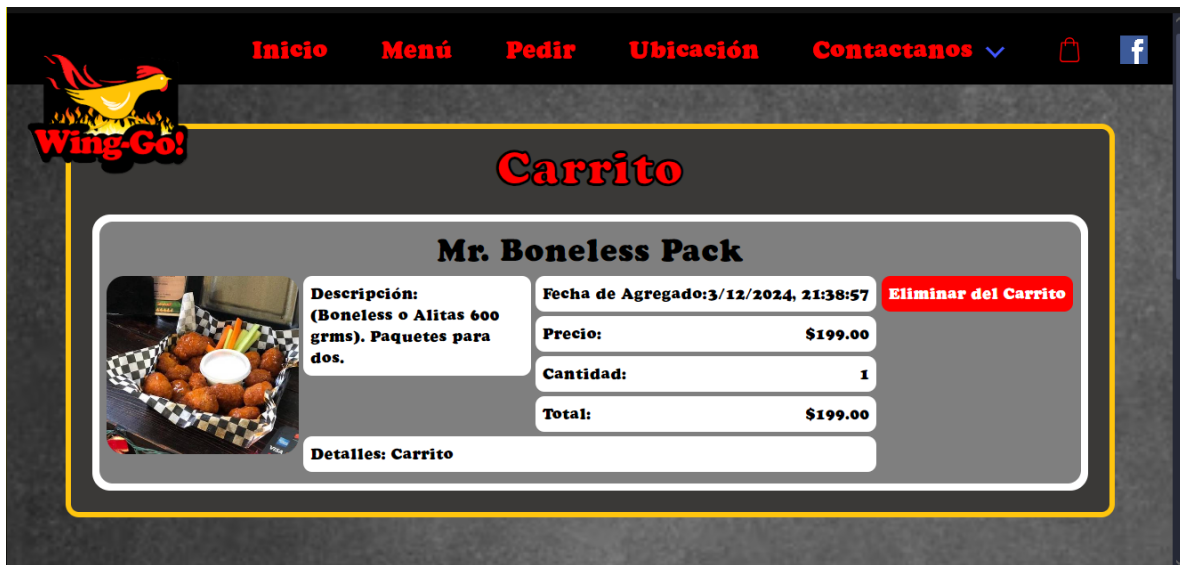 Inicio Menú Pedir Ubicación Contactanos
f
Wing-Go!
Carrito
Mr. Boneless Pack
Descripción:
(Boneless o Alitas 600
grms). Paquetes para
dos.
Fecha de Agregado:3/12/2024, 21:38:57
Precio: $199.00
Cantidad: 1
Total: $199.00
Eliminar del Carrito
Detalles: Carrito
VISA